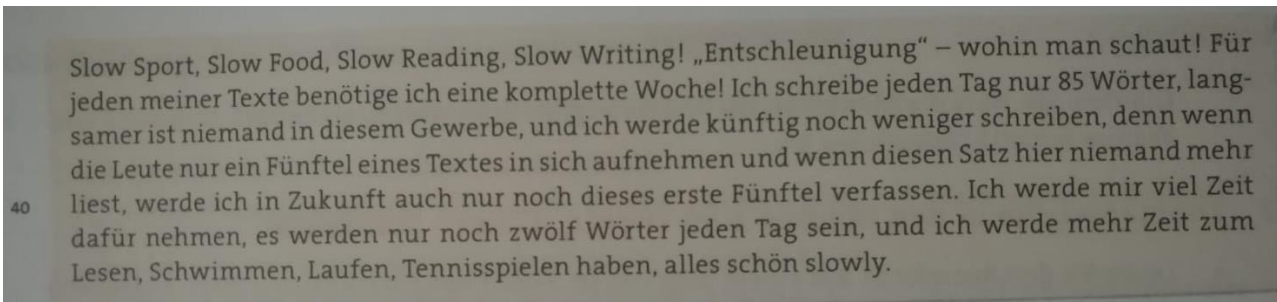 Slow Sport, Slow Food, Slow Reading, Slow Writing! „Entschleunigung“ – wohin man schaut! Für
jeden meiner Texte benötige ich eine komplette Woche! Ich schreibe jeden Tag nur 85 Wörter, lang-
samer ist niemand in diesem Gewerbe, und ich werde künftig noch weniger schreiben, denn wenn
die Leute nur ein Fünftel eines Textes in sich aufnehmen und wenn diesen Satz hier niemand mehr
40 liest, werde ich in Zukunft auch nur noch dieses erste Fünftel verfassen. Ich werde mir viel Zeit
dafür nehmen, es werden nur noch zwölf Wörter jeden Tag sein, und ich werde mehr Zeit zum
Lesen, Schwimmen, Laufen, Tennisspielen haben, alles schön slowly.